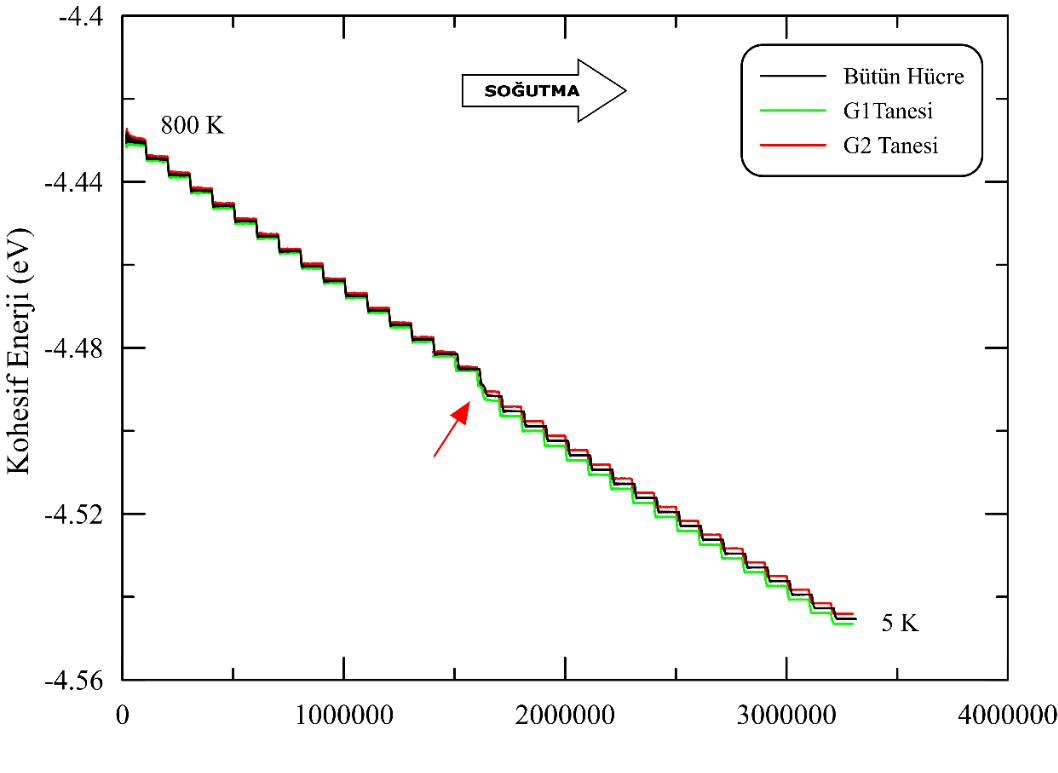 -4.4
SOĞUTMA
Bütün Hücre
G1Tanesi
G2 Tanesi
800 K
-4.44
Kohesif Enerji (eV)
-4.48
-4.52
5 K
-4.56
0 1000000 2000000 3000000 4000000